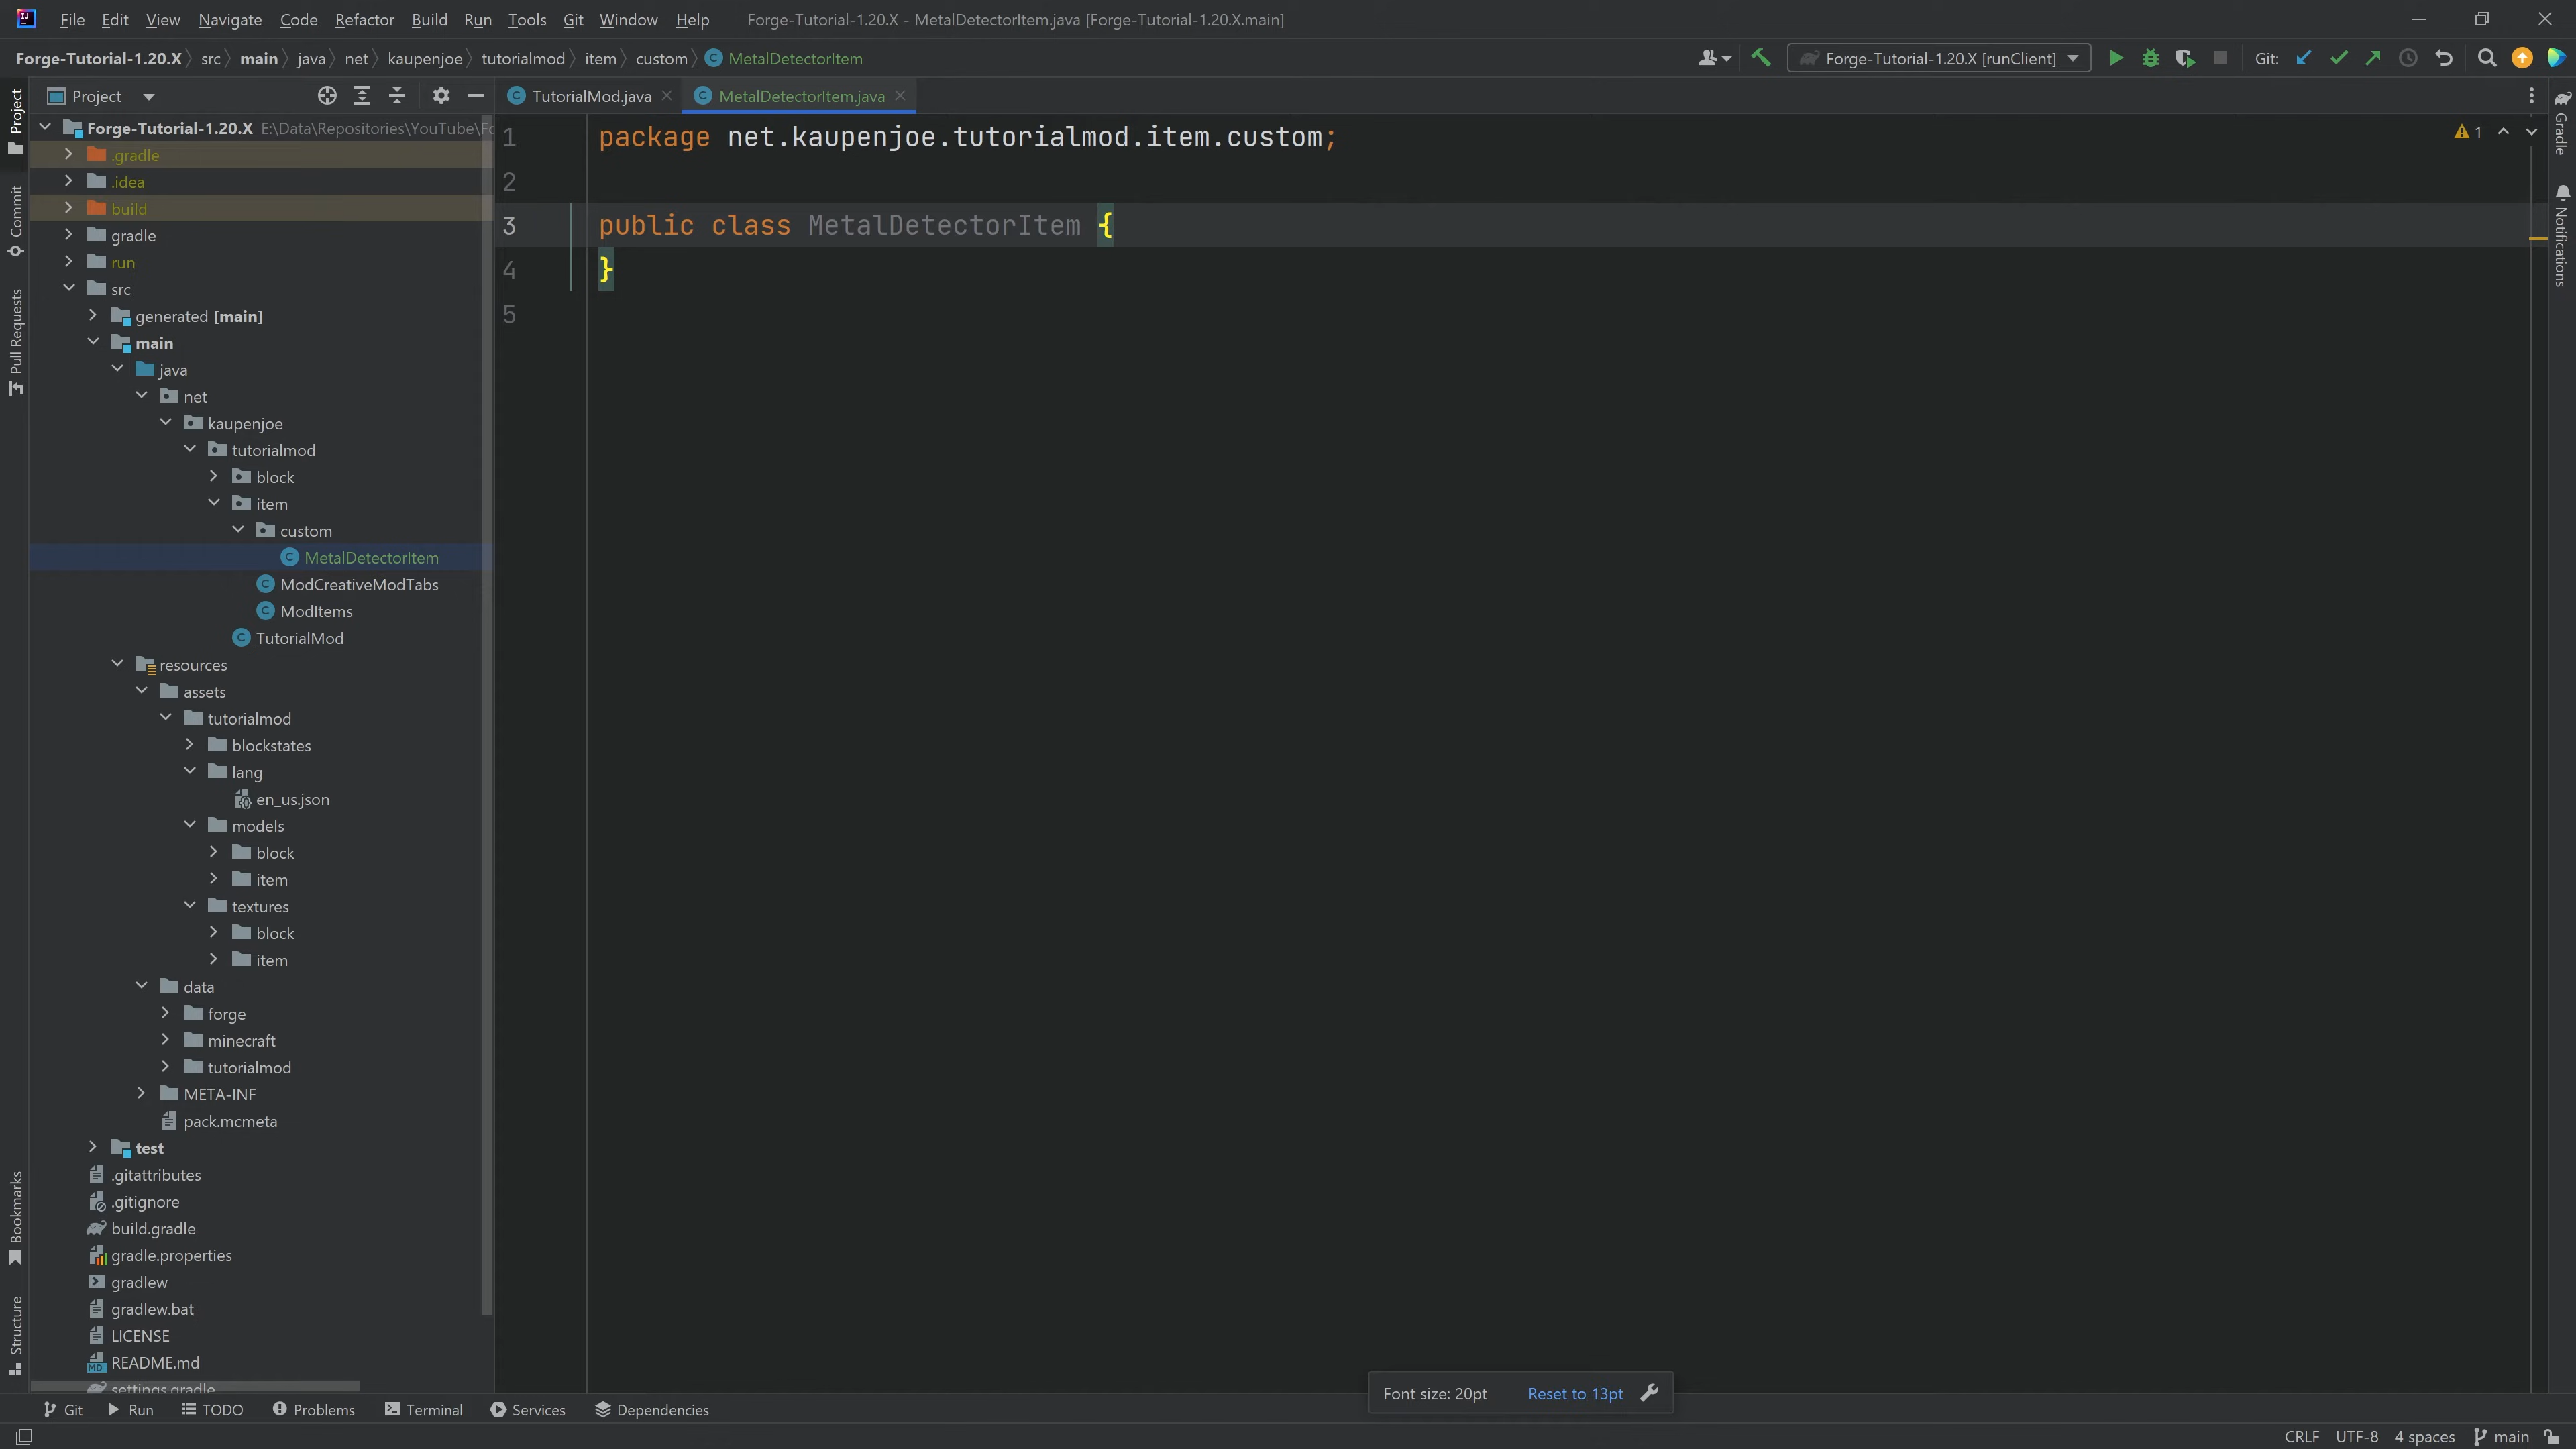 File Edit View Navigate Code Refactor Build Run Tools Git Window Help Forge-Tutorial-1.20.X - MetalDetectorItem.java [Forge-Tutorial-1.20.X.main]
Forge-Tutorial-1.20.X src main java net kaupenjoe tutorialmod item custom MetalDetectorItem Forge-Tutorial-1.20.X [runClient] Git:
Project TutorialMod.java MetalDetectorItem.java
Forge-Tutorial-1.20.X E:\Data\Repositories\YouTube\Fo
.gradle
.idea
build
gradle
run
src
generated [main]
main
java
net
kaupenjoe
tutorialmod
block
item
custom
MetalDetectorItem
ModCreativeModTabs
ModItems
TutorialMod
resources
assets
tutorialmod
blockstates
lang
en_us.json
models
block
item
textures
block
item
data
forge
minecraft
tutorialmod
META-INF
pack.mcmeta
test
.gitattributes
.gitignore
build.gradle
gradle.properties
gradlew
gradlew.bat
LICENSE
README.md
settings.gradle
1 package net.kaupenjoe.tutorialmod.item.custom;
2
3 public class MetalDetectorItem {
4 }
5
1
Project
Commit
Pull Requests
Bookmarks
Structure
Gradle
Notifications
Font size: 20pt Reset to 13pt
Git Run TODO Problems Terminal Services Dependencies
CRLF UTF-8 4 spaces main